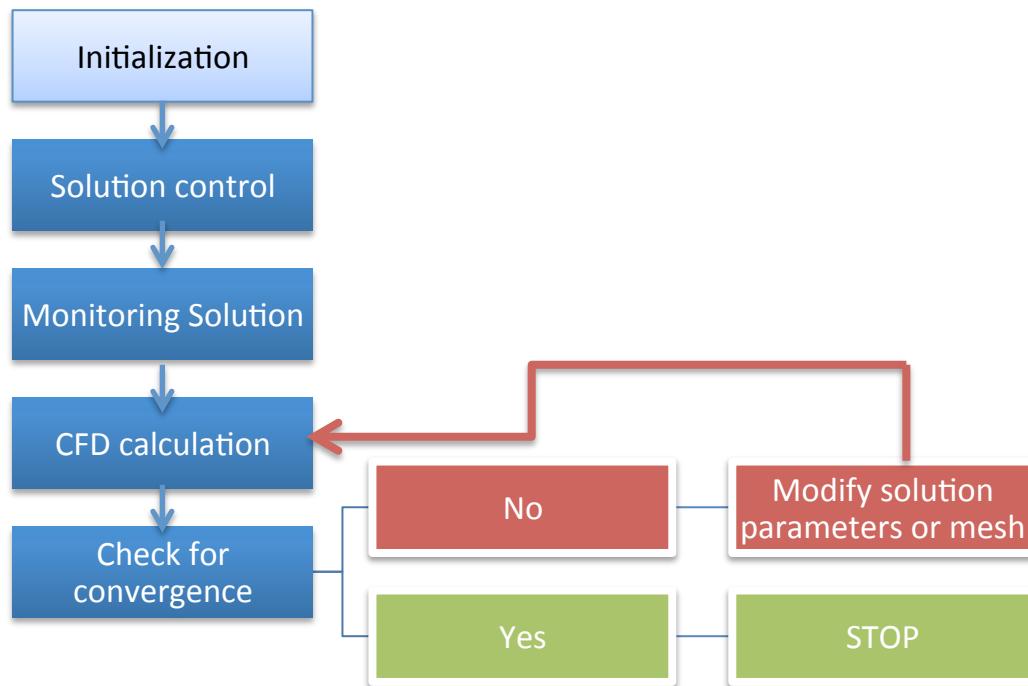 Initialization
Solution control
Monitoring Solution
CFD calculation
Check for
convergence
No
Modify solution
parameters or mesh
Yes
STOP